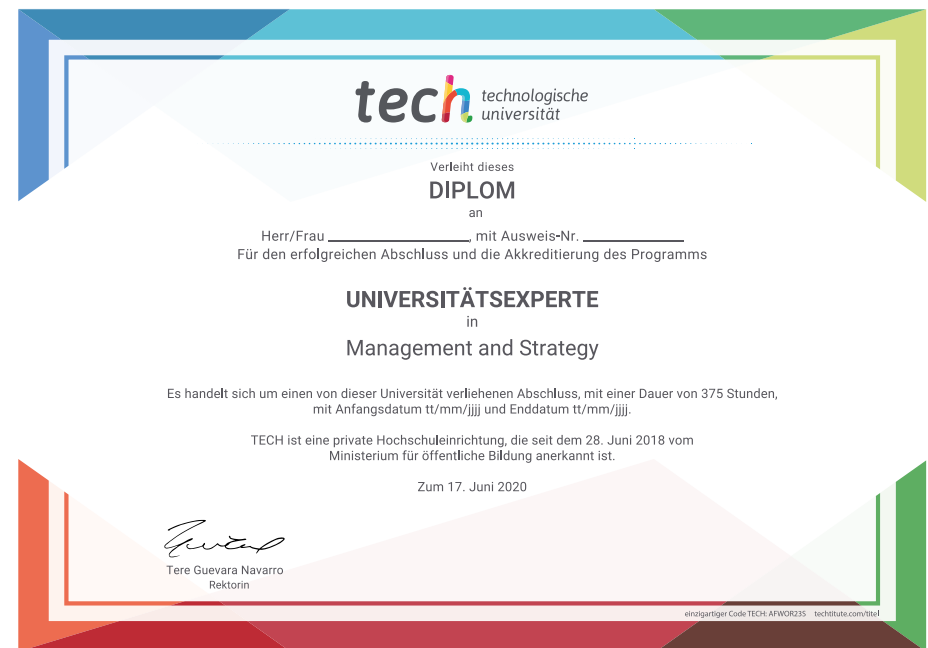 tech technologische
universität
Verleiht dieses
DIPLOM
an
Herr/Frau ____________, mit Ausweis-Nr. ____________
Für den erfolgreichen Abschluss und die Akkreditierung des Programms
UNIVERSITÄTSEXPERTE
in
Management and Strategy
Es handelt sich um einen von dieser Universität verliehenen Abschluss, mit einer Dauer von 375 Stunden,
mit Anfangsdatum tt/mm/jjjj und Enddatum tt/mm/jjjj.
TECH ist eine private Hochschuleinrichtung, die seit dem 28. Juni 2018 vom
Ministerium für öffentliche Bildung anerkannt ist.
Zum 17. Juni 2020
Tere Guevara Navarro
Rektorin
einzigartiger Code TECH: AFWOR23S techtitute.com/titel